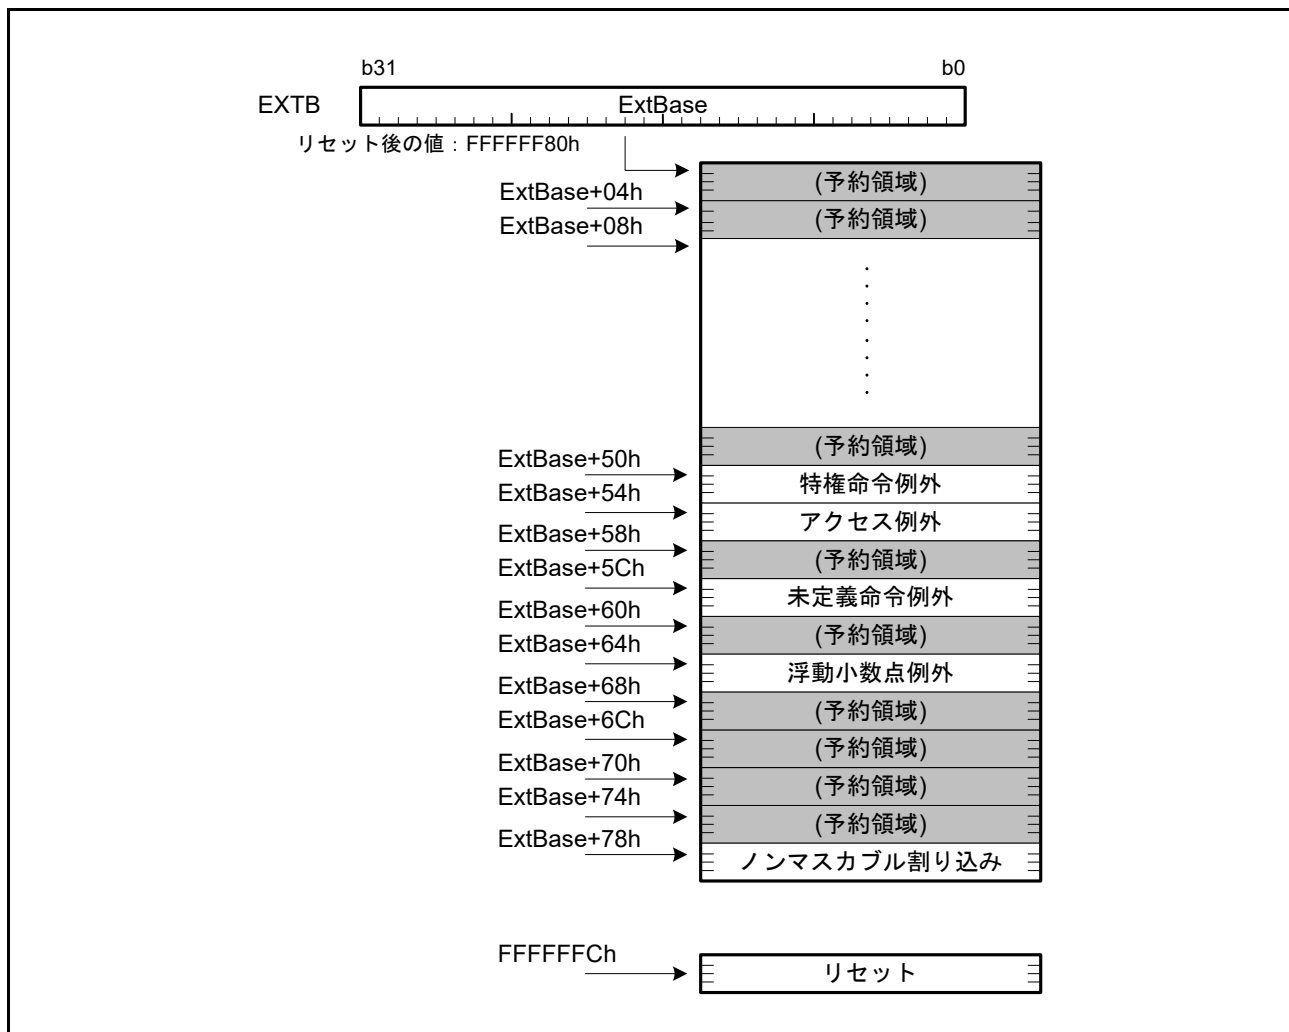 b31 b0
EXTB ExtBase
リセット後の値：FFFFFF80h
(予約領域)
ExtBase+04h
(予約領域)
ExtBase+08h
(予約領域)
ExtBase+50h
特権命令例外
ExtBase+54h
アクセス例外
ExtBase+58h
(予約領域)
ExtBase+5Ch
未定義命令例外
ExtBase+60h
(予約領域)
ExtBase+64h
浮動小数点例外
ExtBase+68h
(予約領域)
ExtBase+6Ch
(予約領域)
ExtBase+70h
(予約領域)
ExtBase+74h
(予約領域)
ExtBase+78h
ノンマスカブル割り込み
FFFFFFCh
リセット